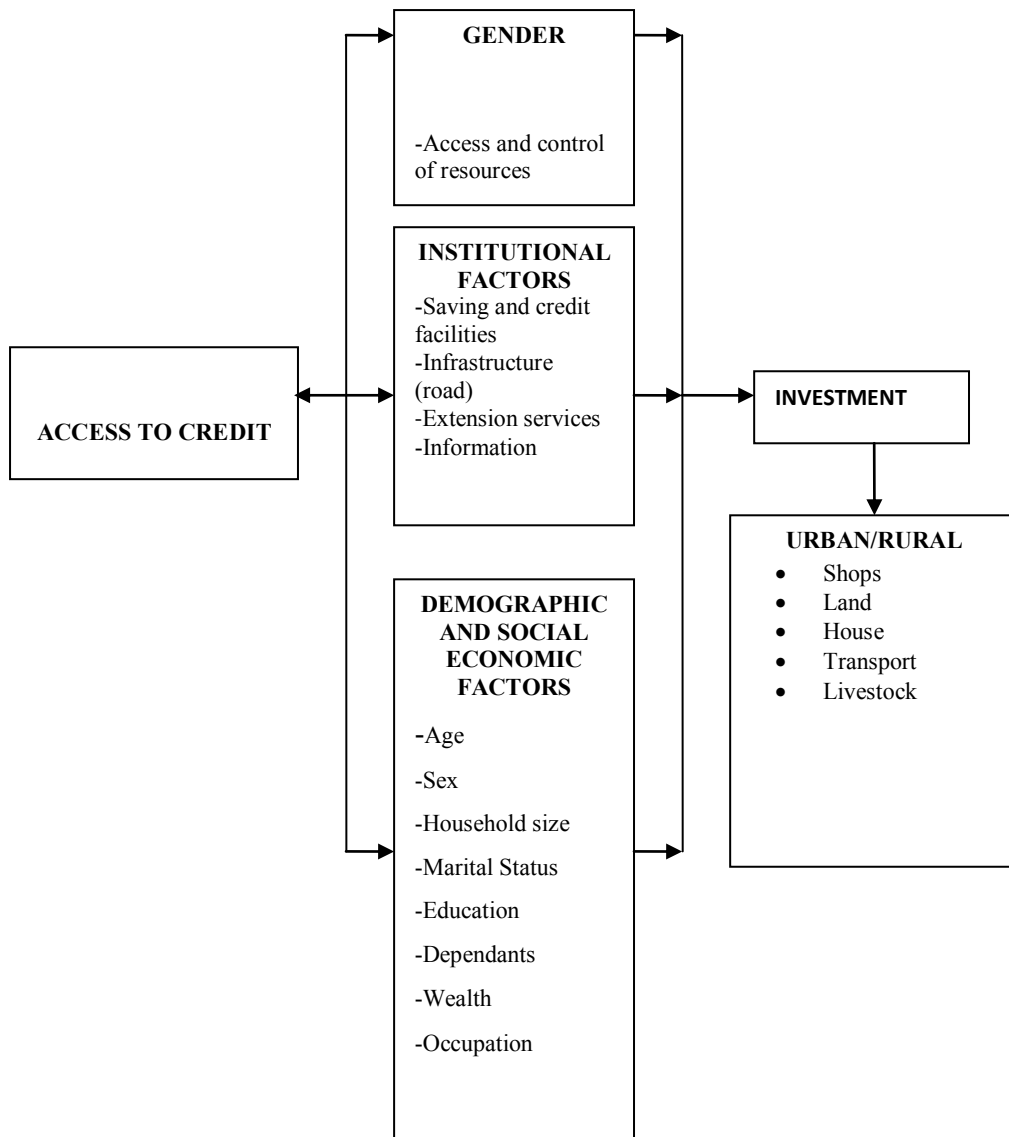 GENDER
-Access and control
of resources
INSTITUTIONAL
FACTORS
-Saving and credit
facilities
-Infrastructure
(road)
-Extension services
-Information
ACCESS TO CREDIT
INVESTMENT
URBAN/RURAL
• Shops
• Land
• House
• Transport
• Livestock
DEMOGRAPHIC
AND SOCIAL
ECONOMIC
FACTORS
-Age
-Sex
-Household size
-Marital Status
-Education
-Dependants
-Wealth
-Occupation